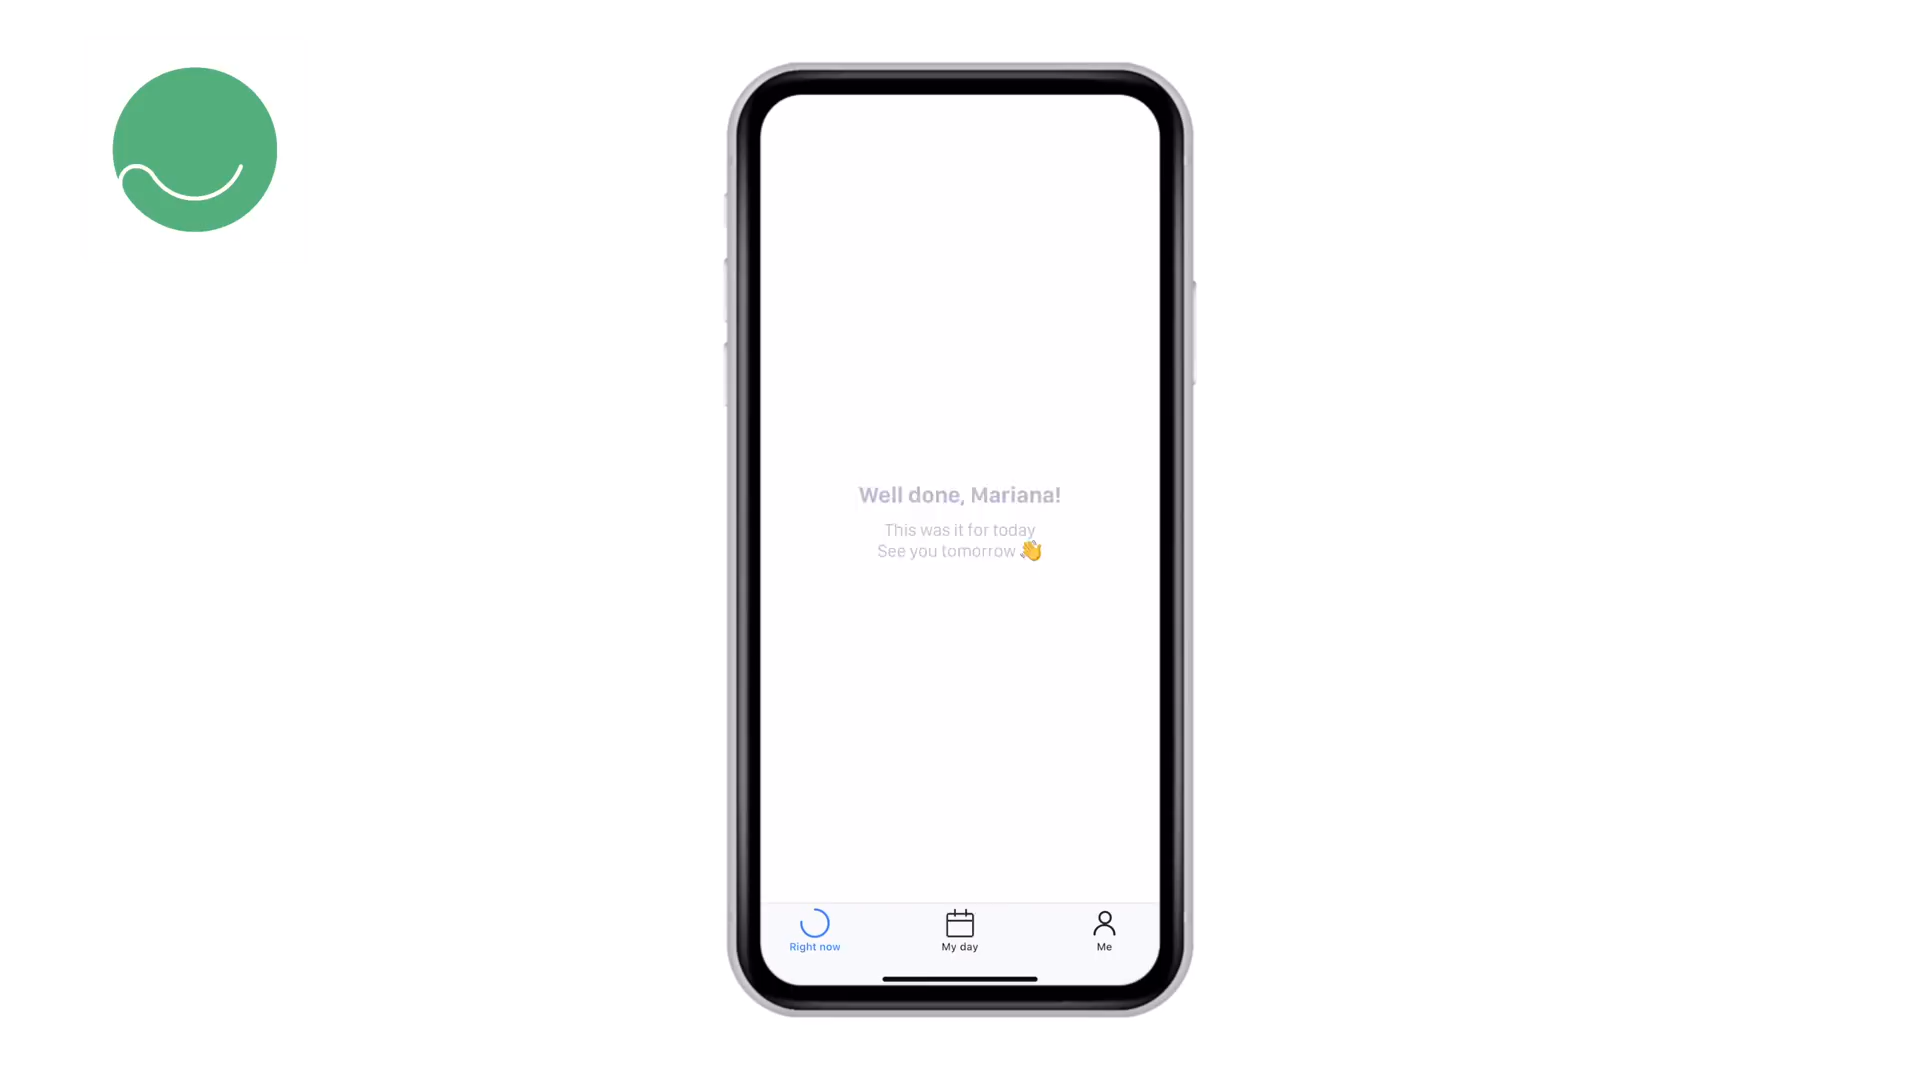 Well done, Mariana!
This was it for today
See you tomorrow 👋
Right now
My day
Me